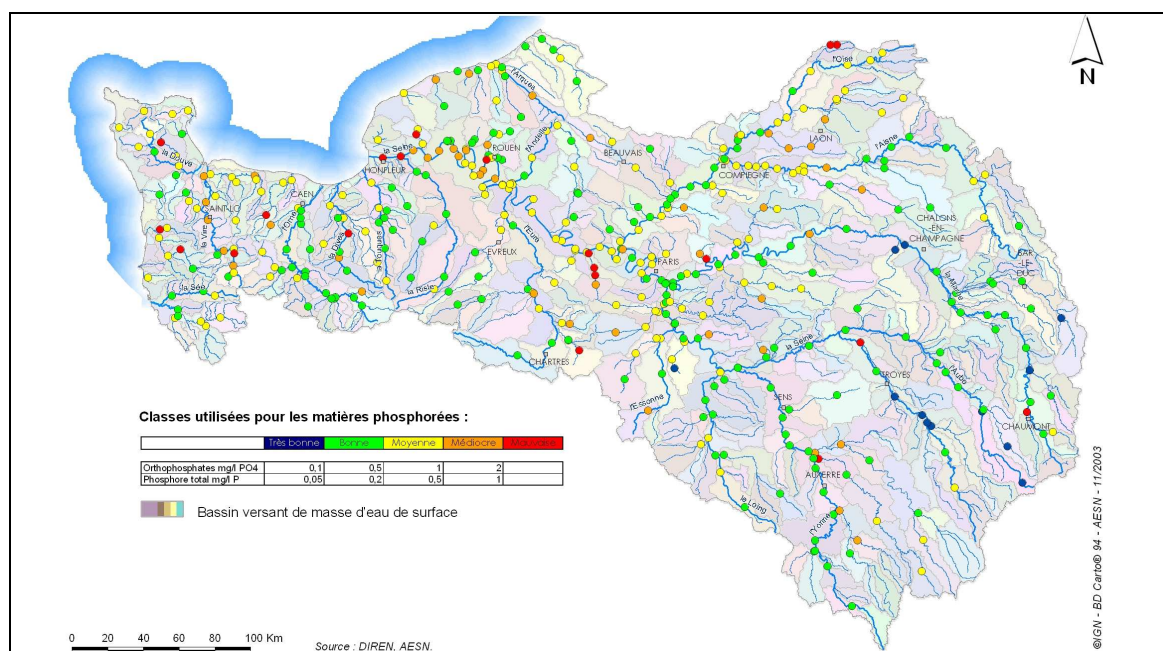 N
l'Oise
l'Arques
la Seine
ROUEN
l'Andelle
BEAUVAIS
LAON
l'Aisne
COMPIEGNE
HONFLEUR
la Douve
CAEN
SAINT-LO
l'Orne
la Vire
la Dives
la Touques
EVREUX
l'Eure
PARIS
CHALONS
EN
CHAMPAGNE
la Marne
BAR
LE
DUC
la Sée
la Risle
CHARTRES
la Seine
l'Essonne
TROYES
l'Aube
SENS
CHAUMONT
AUXERRE
le Loing
l'Yonne
Classes utilisées pour les matières phosphorées :
Très bonne Bonne Moyenne Médiocre Mauvaise
Orthophosphates mg/l PO4 0,1 0,5 1 2
Phosphore total mg/l P 0,05 0,2 0,5 1
Bassin versant de masse d'eau de surface
0 20 40 60 80 100 Km
Source : DIREN, AESN.
©IGN - BD Carto® 94 - AESN - 11/2003